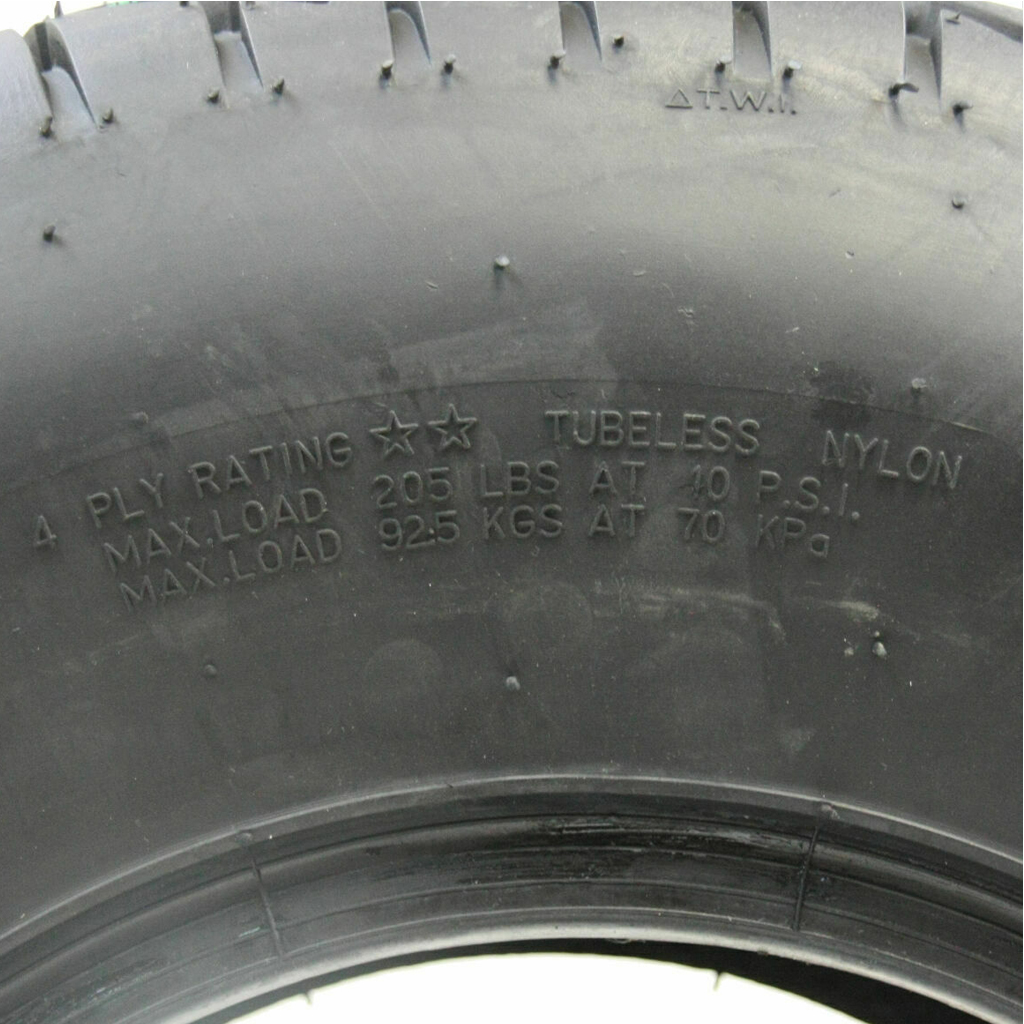 △T.W.I.
4 PLY RATING ☆☆ TUBELESS NYLON
MAX.LOAD 205 LBS AT 10 P.S.I.
MAX.LOAD 92.5 KGS AT 70 KPa